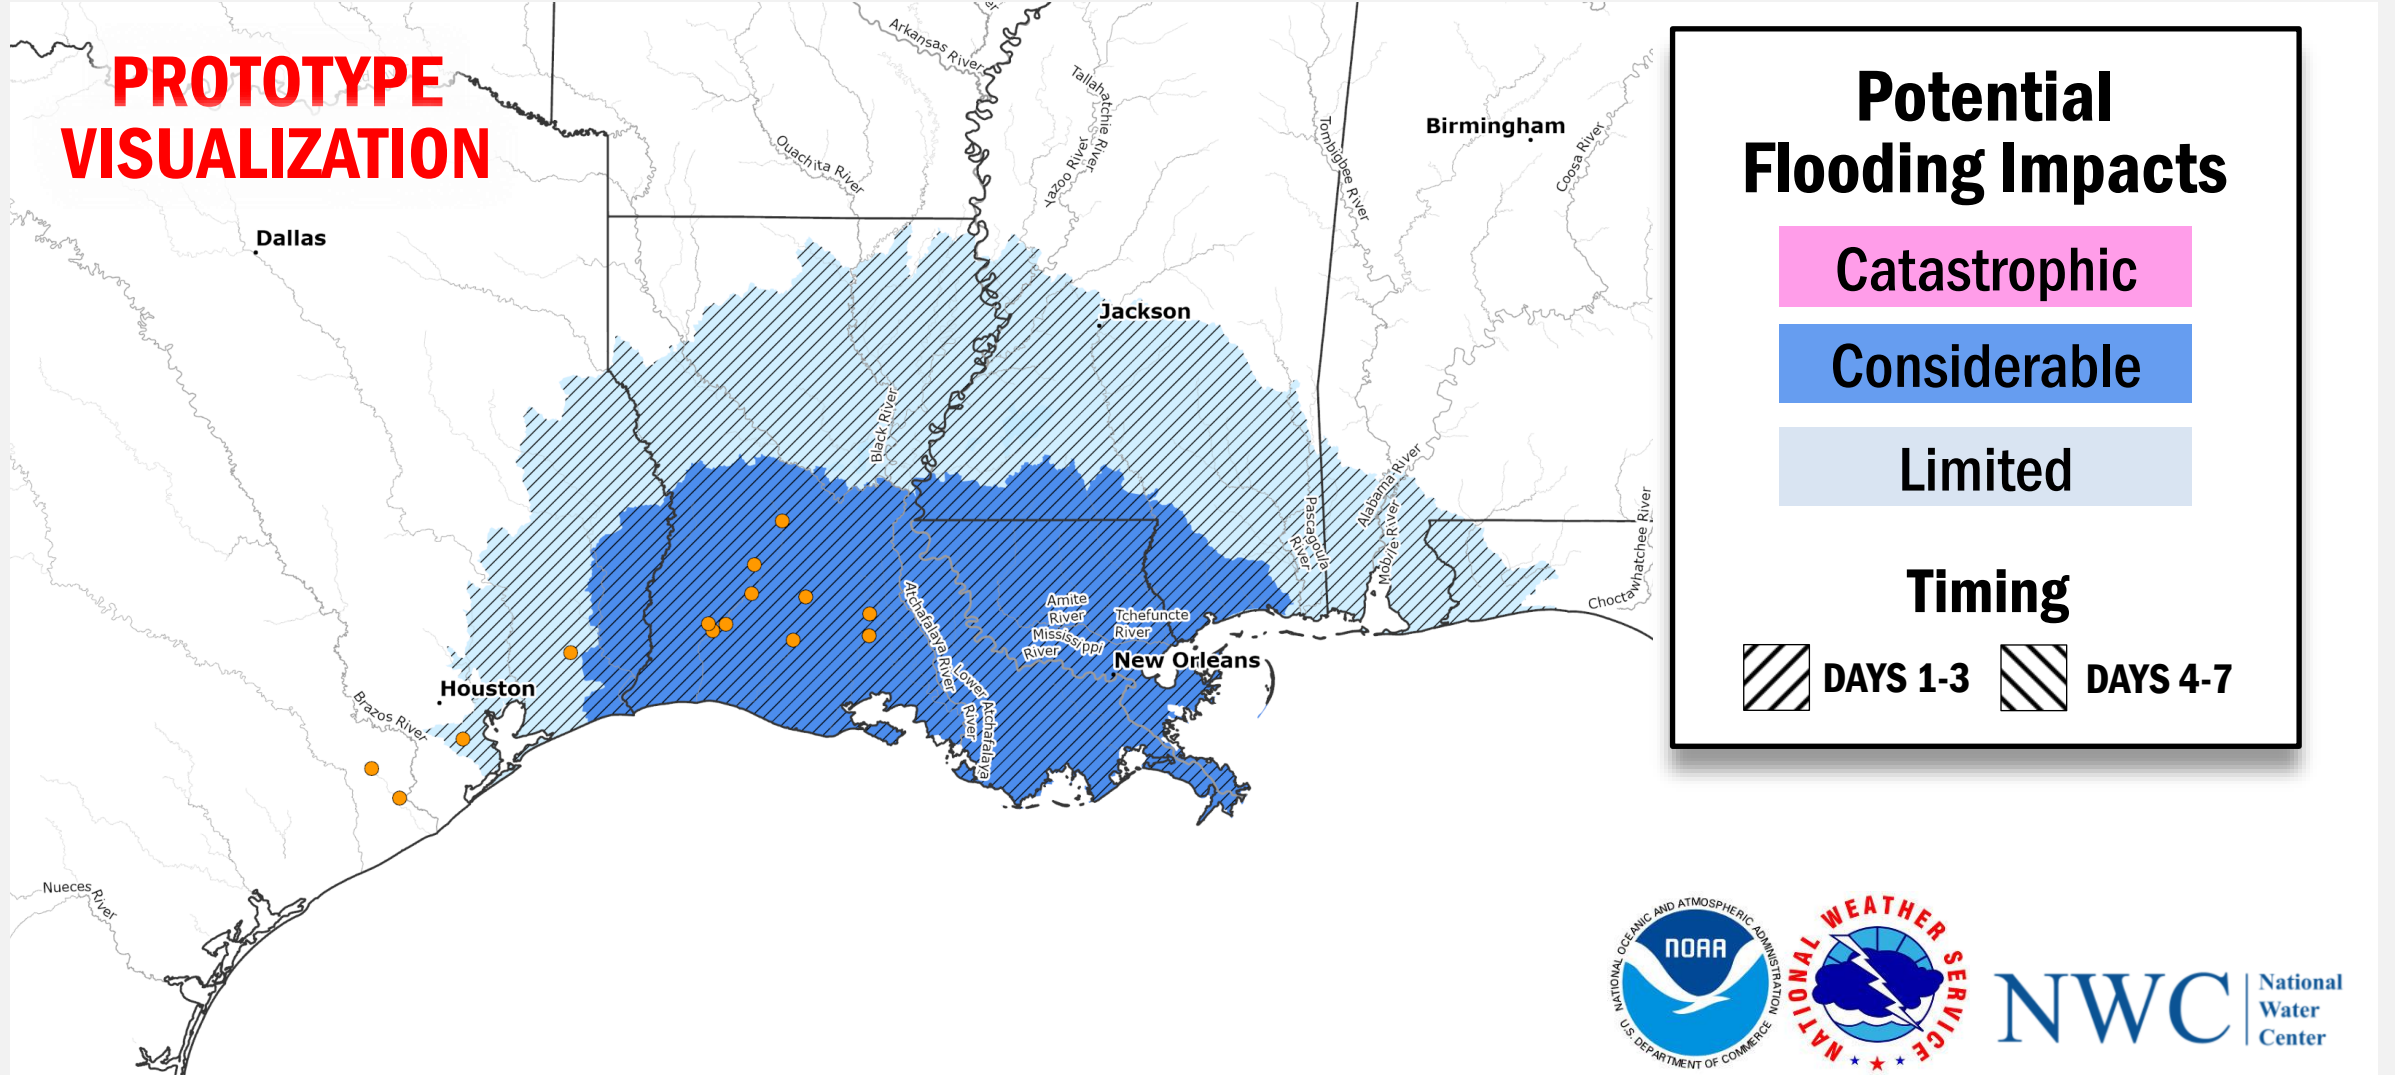 PROTOTYPE
VISUALIZATION
Arkansas River
Tallahatchie River
Yazoo River
Ouachita River
Tombigbee River
Birmingham
Coosa River
Dallas
Jackson
Black River
Alabama River
Pascagoula
River
Mobile River
Choctawhatchee River
Atchafalaya River
Amite
River
Tchefuncte
River
Mississippi
River
New Orleans
Lower Atchafalaya
River
Houston
Brazos River
Nueces River
Potential
Flooding Impacts
Catastrophic
Considerable
Limited
Timing
DAYS 1-3
DAYS 4-7
NATIONAL OCEANIC AND ATMOSPHERIC ADMINISTRATION
NOAA
U.S. DEPARTMENT OF COMMERCE
NATIONAL WEATHER SERVICE
NWC
National
Water
Center